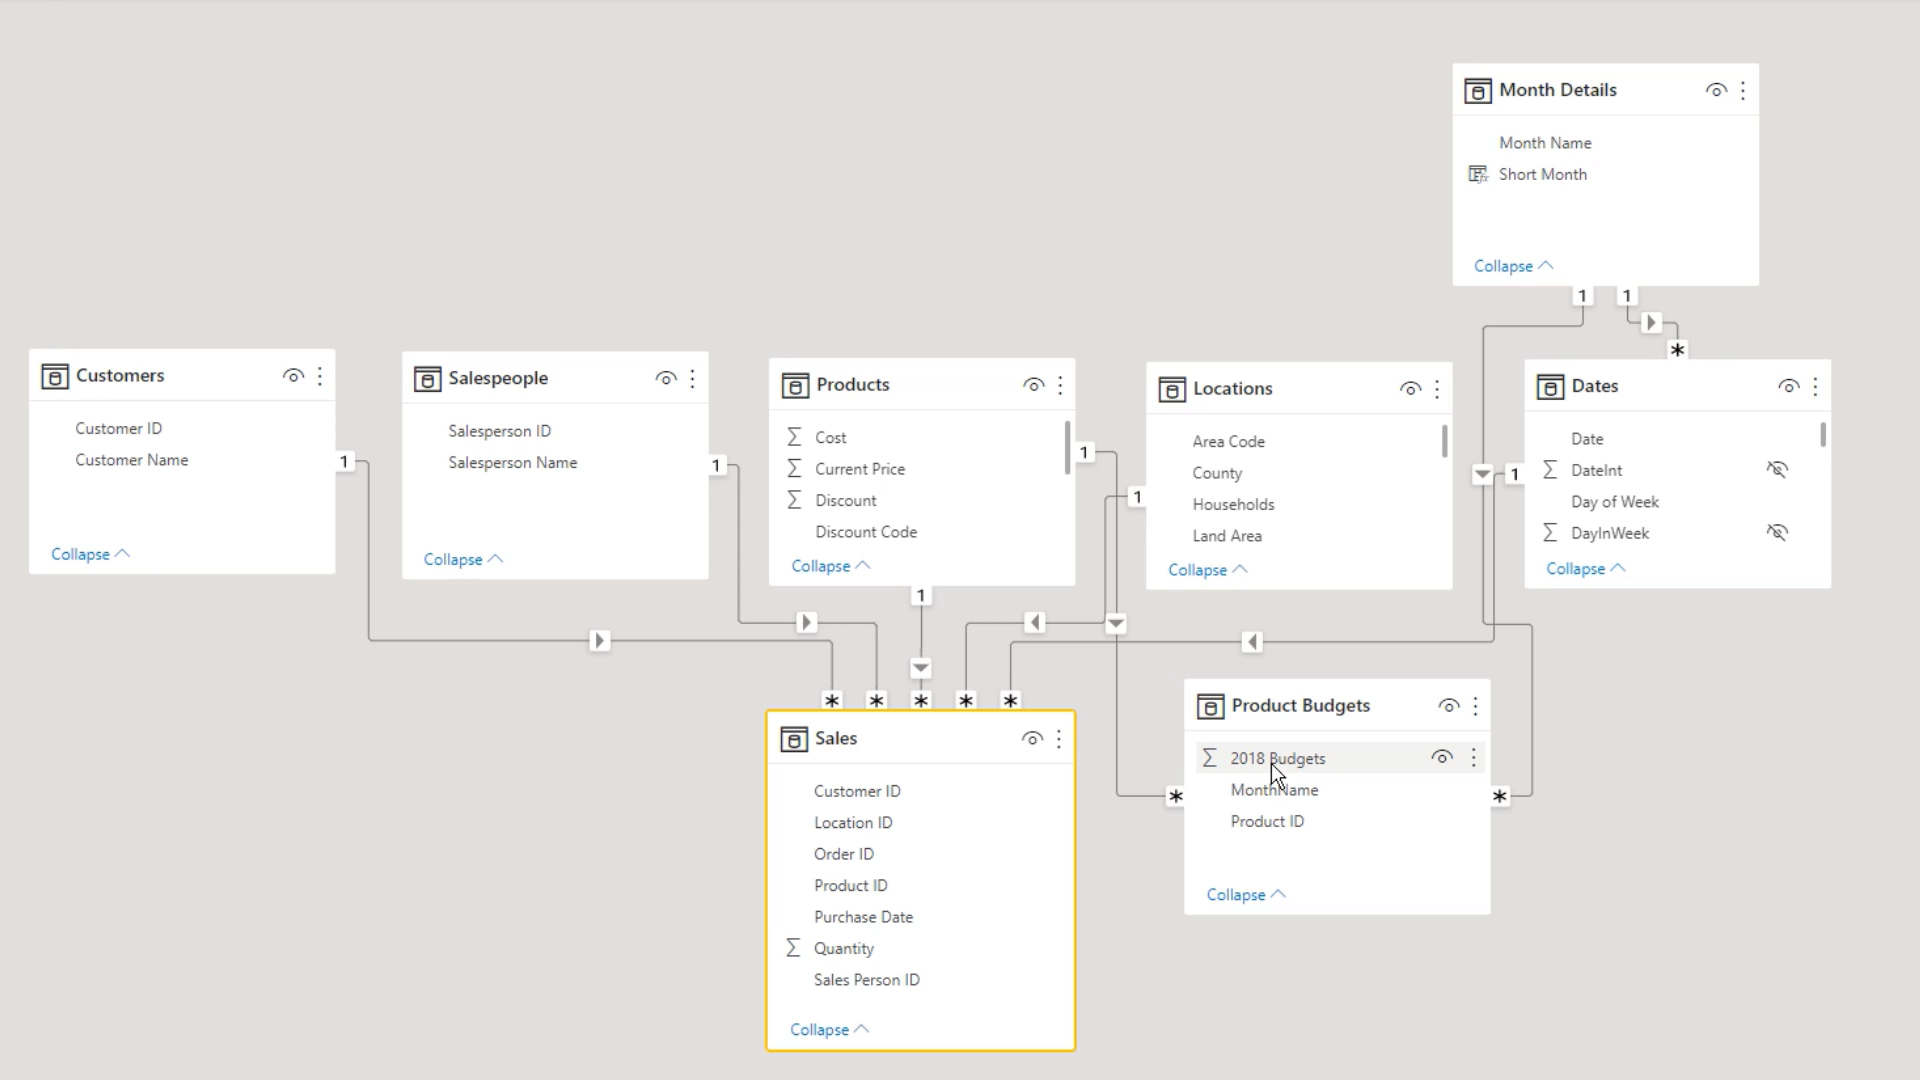 Month Details
Month Name
Short Month
Collapse
1
1
*
Customers
Customer ID
Customer Name
Collapse
1
Salespeople
Salesperson ID
Salesperson Name
Collapse
1
Products
Cost
Current Price
Discount
Discount Code
Collapse
1
1
Locations
Area Code
County
Households
Land Area
Collapse
1
Dates
Date
DateInt
Day of Week
DayInWeek
Collapse
1
* * * * *
Sales
Customer ID
Location ID
Order ID
Product ID
Purchase Date
Quantity
Sales Person ID
Collapse
Product Budgets
2018 Budgets
MonthName
Product ID
Collapse
*
*